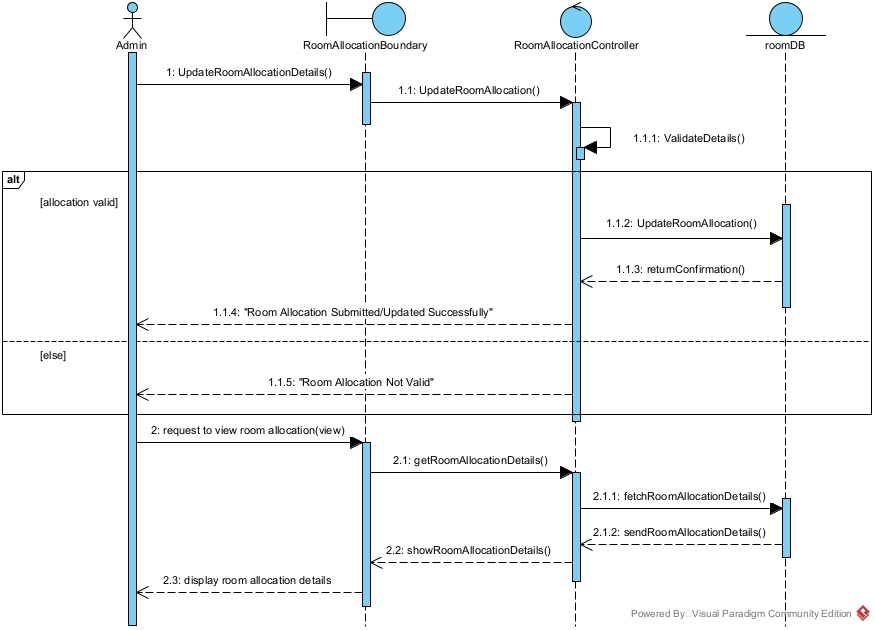 Admin
RoomAllocationBoundary
RoomAllocationController
roomDB
1: UpdateRoomAllocationDetails()
1.1: UpdateRoomAllocation()
1.1.1: ValidateDetails()
alt
[allocation valid]
1.1.2: UpdateRoomAllocation()
1.1.3: returnConfirmation()
1.1.4: "Room Allocation Submitted/Updated Successfully"
[else]
1.1.5: "Room Allocation Not Valid"
2: request to view room allocation(view)
2.1: getRoomAllocationDetails()
2.1.1: fetchRoomAllocationDetails()
2.1.2: sendRoomAllocationDetails()
2.2: showRoomAllocationDetails()
2.3: display room allocation details
Powered By Visual Paradigm Community Edition